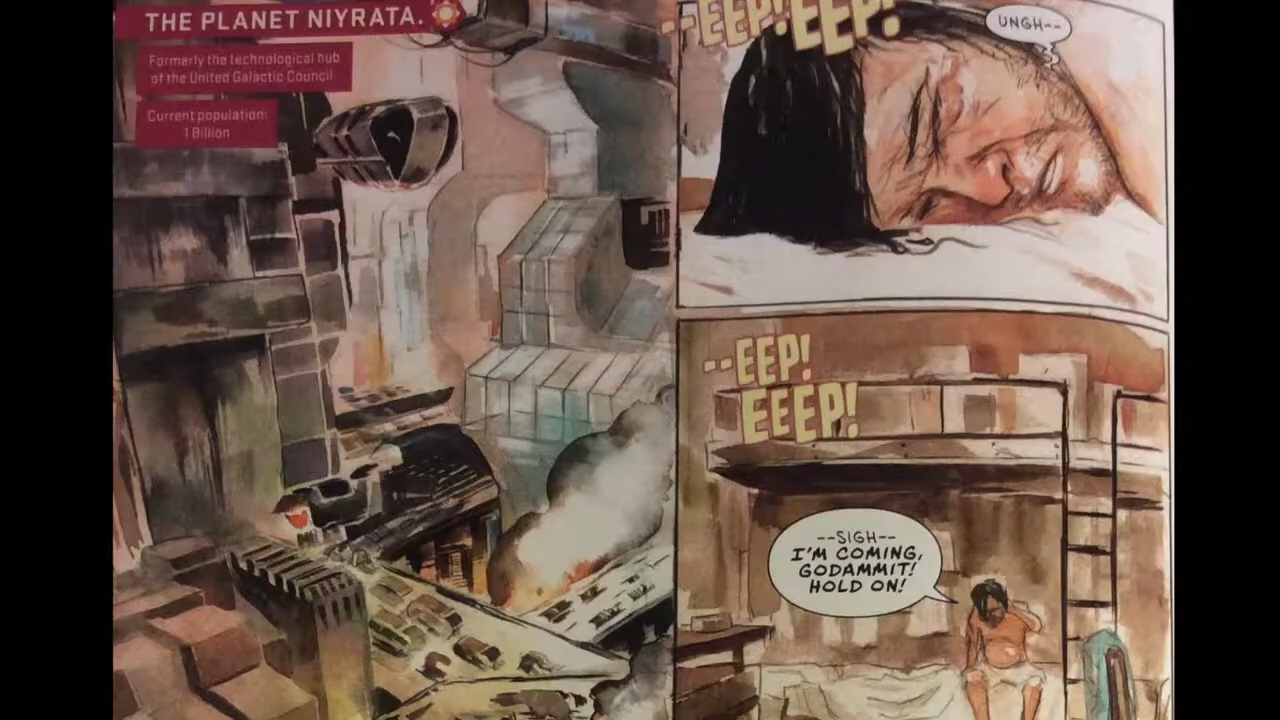 THE PLANET NIYRATA.
Formerly the technological hub
of the United Galactic Council
Current population:
1 Billion
--EEP! EEP!
UNGH--
--EEP!
EEEP!
--SIGH--
I'M COMING,
GODAMMIT!
HOLD ON!